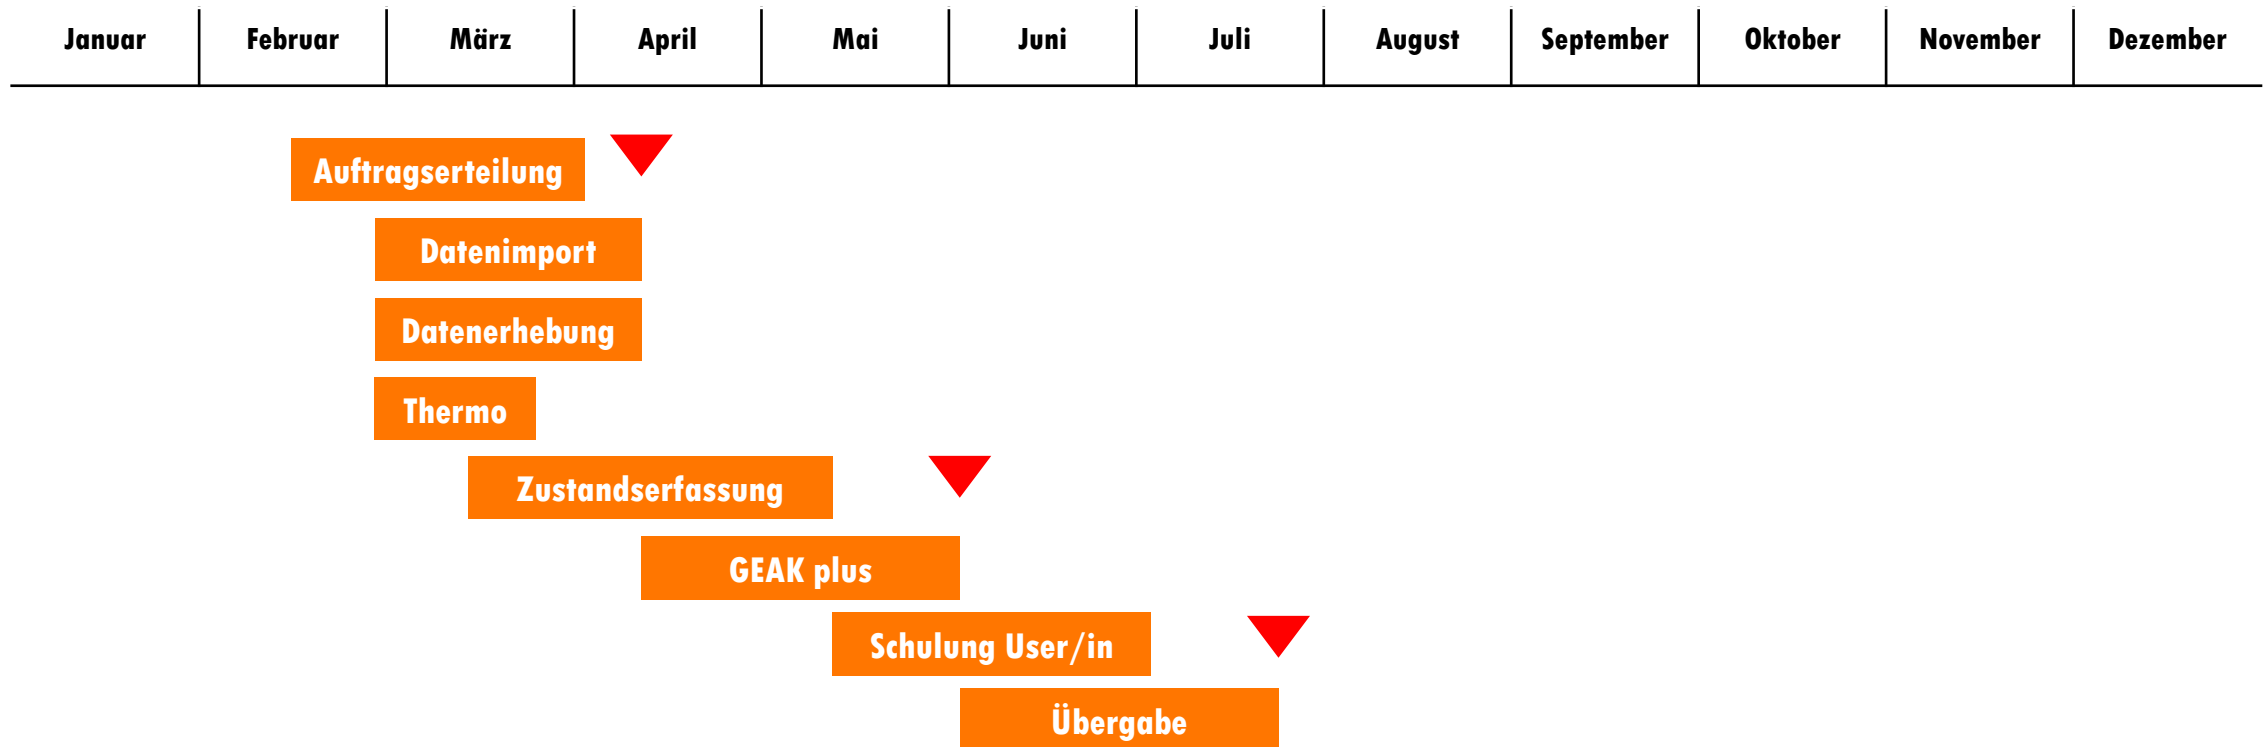 Januar Februar März April Mai Juni Juli August September Oktober November Dezember
Auftragserteilung
Datenimport
Datenerhebung
Thermo
Zustandserfassung
GEAK plus
Schulung User/in
Übergabe